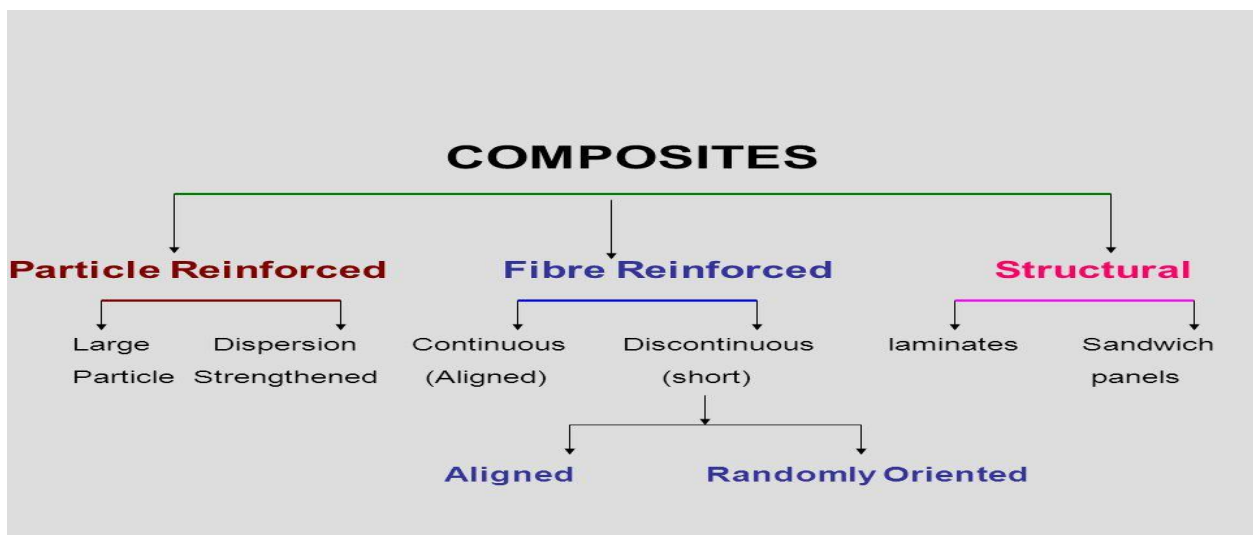 COMPOSITES
Particle Reinforced
Fibre Reinforced
Structural
Large
Particle
Dispersion
Strengthened
Continuous
(Aligned)
Discontinuous
(short)
laminates
Sandwich
panels
Aligned
Randomly Oriented